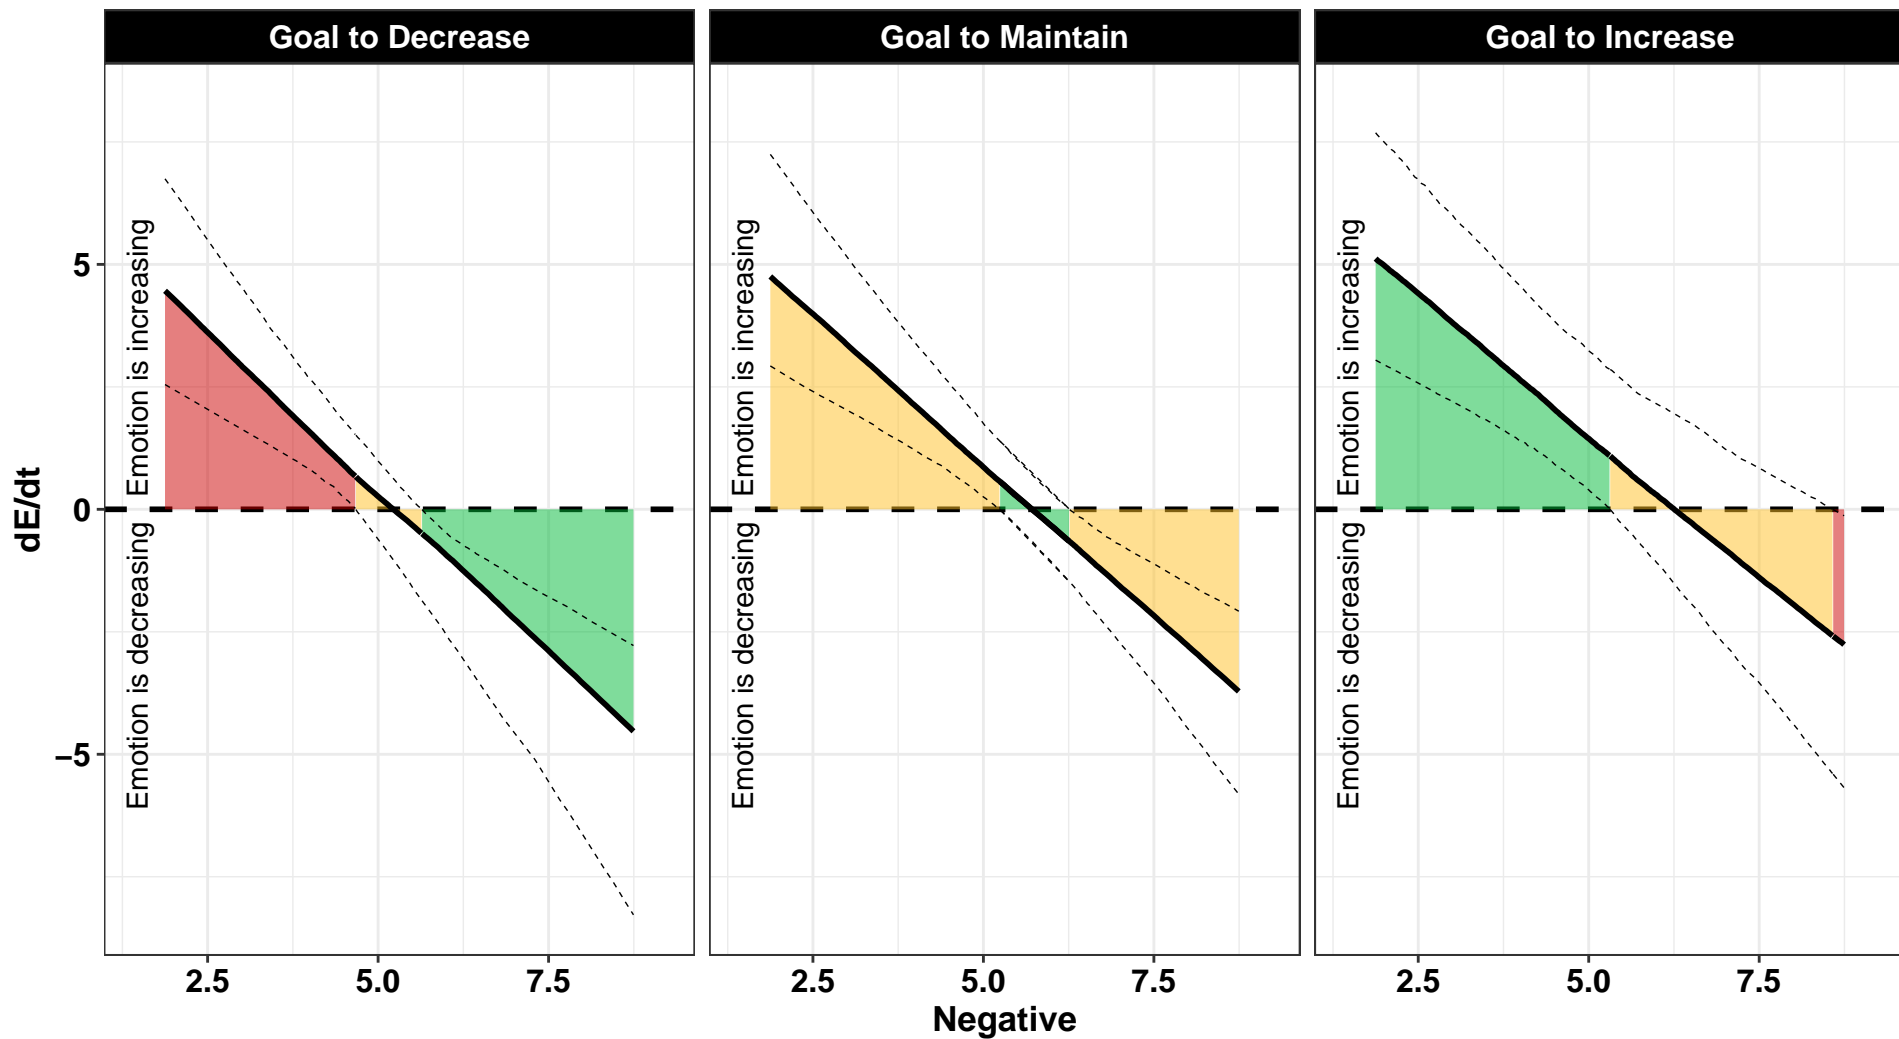 Goal to Decrease
Goal to Maintain
Goal to Increase
dE/dt
5
0
−5
Emotion is increasing
Emotion is decreasing
Emotion is increasing
Emotion is decreasing
Emotion is increasing
Emotion is decreasing
2.5 5.0 7.5
2.5 5.0 7.5
2.5 5.0 7.5
Negative